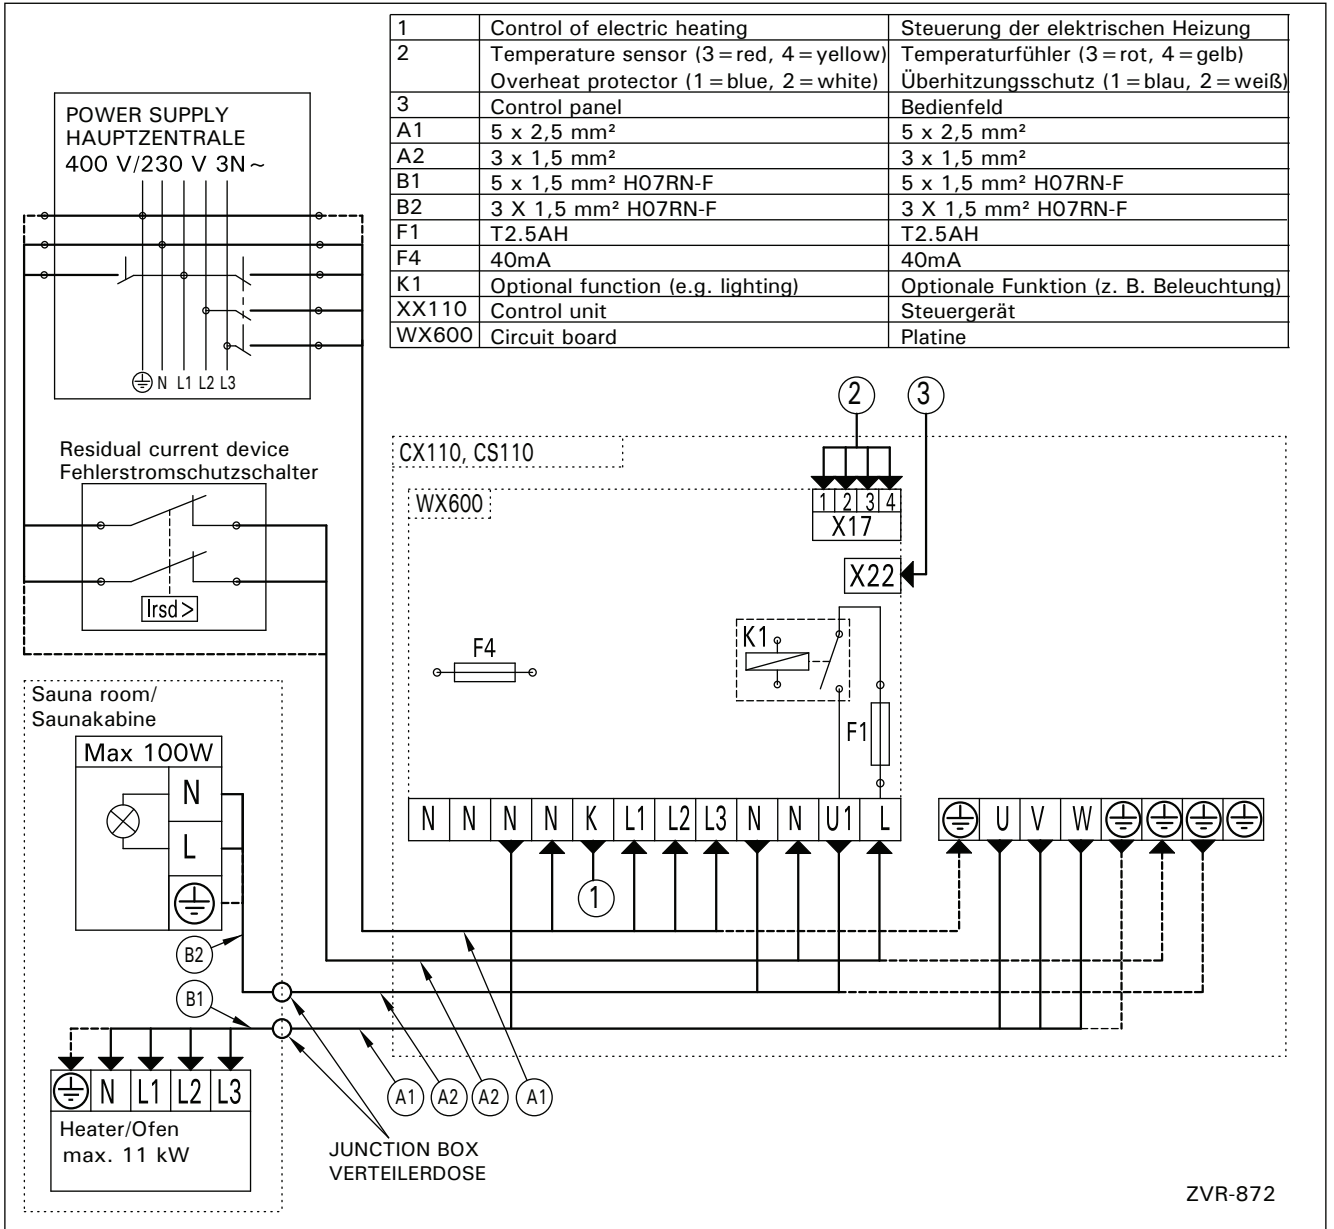 1 Control of electric heating Steuerung der elektrischen Heizung
2 Temperature sensor (3=red, 4=yellow) Temperaturfühler (3=rot, 4=gelb)
Overheat protector (1=blue, 2=white) Überhitzungsschutz (1=blau, 2=weiß)
3 Control panel Bedienfeld
A1 5 x 2,5 mm² 5 x 2,5 mm²
A2 3 x 1,5 mm² 3 x 1,5 mm²
B1 5 x 1,5 mm² H07RN-F 5 x 1,5 mm² H07RN-F
B2 3 X 1,5 mm² H07RN-F 3 X 1,5 mm² H07RN-F
F1 T2.5AH T2.5AH
F4 40mA 40mA
K1 Optional function (e.g. lighting) Optionale Funktion (z. B. Beleuchtung)
XX110 Control unit Steuergerät
WX600 Circuit board Platine
POWER SUPPLY
HAUPTZENTRALE
400 V/230 V 3N~
N L1 L2 L3
Residual current device
Fehlerstromschutzschalter
Irsd>
2 3
CX110, CS110
WX600
1 2 3 4
X17
X22
K1
F4
F1
N N N N K L1 L2 L3 N N U1 L
U V W
1
Sauna room/
Saunakabine
Max 100W
N
L
B2
B1
N L1 L2 L3
Heater/Ofen
max. 11 kW
A1 A2 A2 A1
JUNCTION BOX
VERTEILERDOSE
ZVR-872